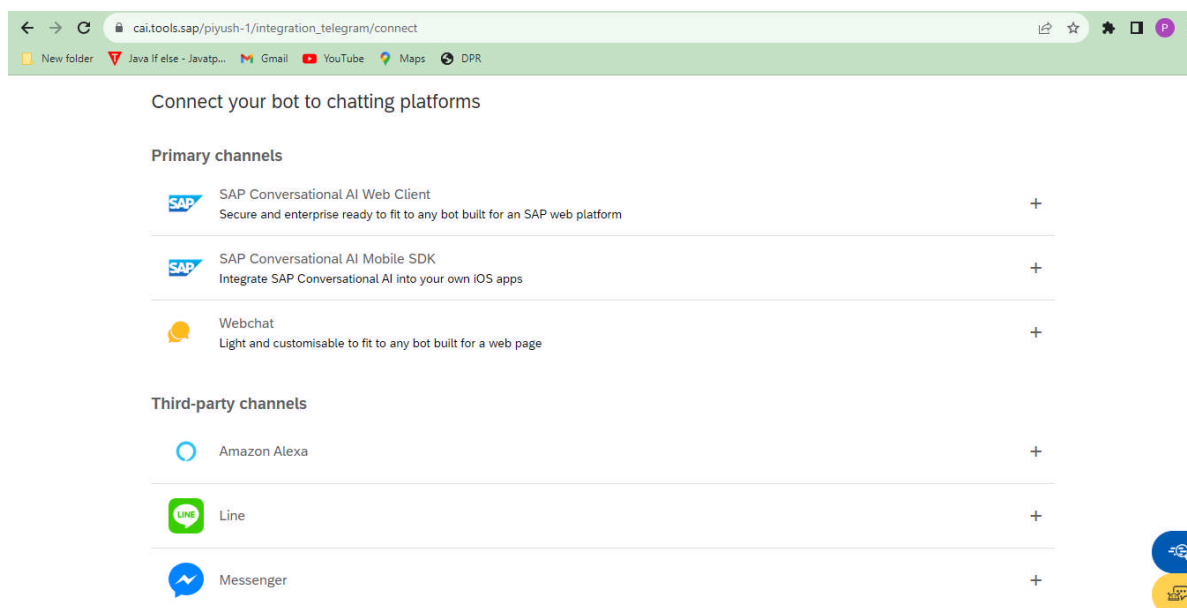 cai.tools.sap/piyush-1/integration_telegram/connect
P
New folder Java If else - Javatp... Gmail YouTube Maps DPR
Connect your bot to chatting platforms
Primary channels
SAP SAP Conversational AI Web Client
Secure and enterprise ready to fit to any bot built for an SAP web platform
+
SAP SAP Conversational AI Mobile SDK
Integrate SAP Conversational AI into your own iOS apps
+
Webchat
Light and customisable to fit to any bot built for a web page
+
Third-party channels
Amazon Alexa +
LINE Line +
Messenger +